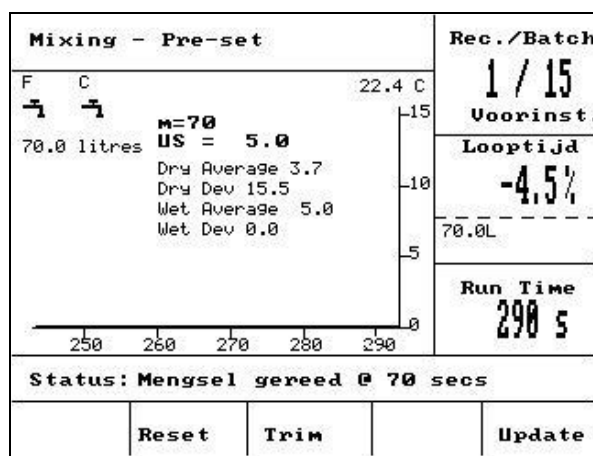 Mixing - Pre-set
Rec./Batch
1 / 15
Voorinst.
F C
22.4 C
70.0 litres
m=70
US = 5.0
Dry Average 3.7
Dry Dev 15.5
Wet Average 5.0
Wet Dev 0.0
15
10
5
0
250 260 270 280 290
Looptijd
-4.5%
70.0L
Run Time
290 s
Status: Mengsel gereed @ 70 secs
Reset Trim Update